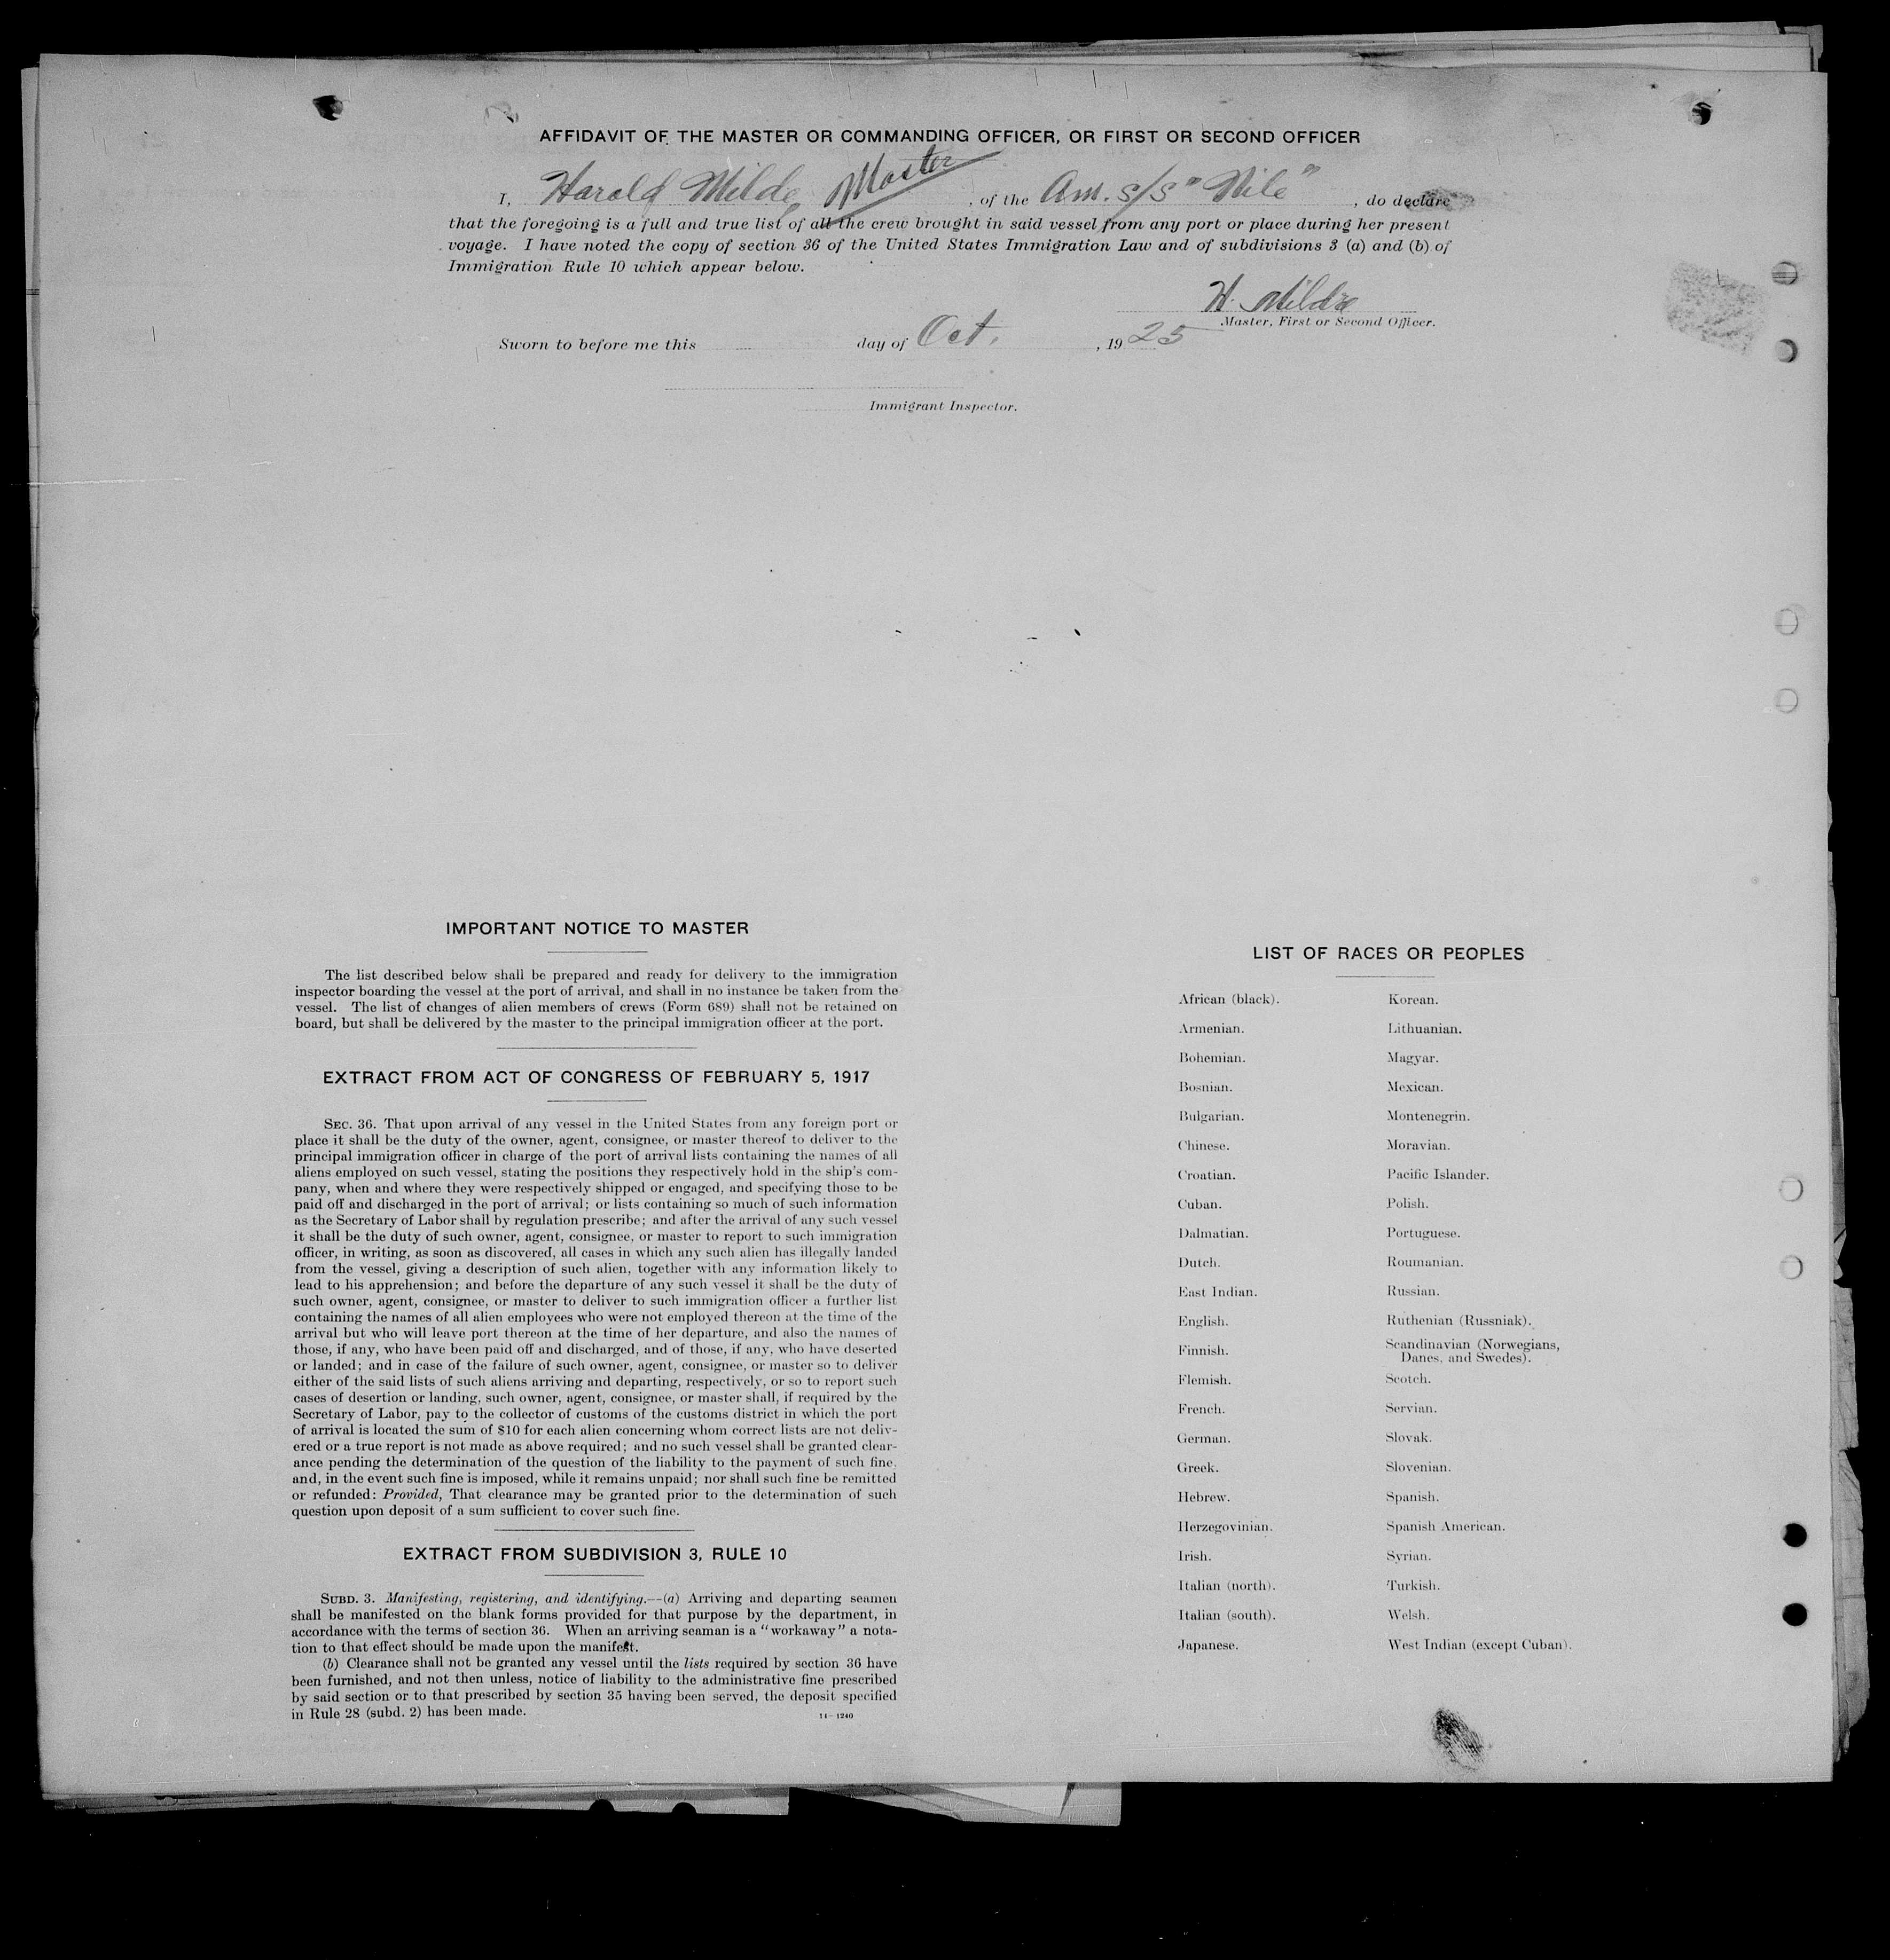 AFFIDAVIT OF THE MASTER OR COMMANDING OFFICER, OR FIRST OR SECOND OFFICER
I, Harold Milde, Master, of the Am. S/S "Nile", do declare
that the foregoing is a full and true list of all the crew brought in said vessel from any port or place during her present
voyage. I have noted the copy of section 36 of the United States Immigration Law and of subdivisions 3 (a) and (b) of
Immigration Rule 10 which appear below.
H. Milde
Master, First or Second Officer.
Sworn to before me this day of Oct. , 1925
Immigrant Inspector.
IMPORTANT NOTICE TO MASTER
The list described below shall be prepared and ready for delivery to the immigration
inspector boarding the vessel at the port of arrival, and shall in no instance be taken from the
vessel. The list of changes of alien members of crews (Form 689) shall not be retained on
board, but shall be delivered by the master to the principal immigration officer at the port.
EXTRACT FROM ACT OF CONGRESS OF FEBRUARY 5, 1917
SEC. 36. That upon arrival of any vessel in the United States from any foreign port or
place it shall be the duty of the owner, agent, consignee, or master thereof to deliver to the
principal immigration officer in charge of the port of arrival lists containing the names of all
aliens employed on such vessel, stating the positions they respectively hold in the ship's com-
pany, when and where they were respectively shipped or engaged, and specifying those to be
paid off and discharged in the port of arrival; or lists containing so much of such information
as the Secretary of Labor shall by regulation prescribe; and after the arrival of any such vessel
it shall be the duty of such owner, agent, consignee, or master to report to such immigration
officer, in writing, as soon as discovered, all cases in which any such alien has illegally landed
from the vessel, giving a description of such alien, together with any information likely to
lead to his apprehension; and before the departure of any such vessel it shall be the duty of
such owner, agent, consignee, or master to deliver to such immigration officer a further list
containing the names of all alien employees who were not employed thereon at the time of the
arrival but who will leave port thereon at the time of her departure, and also the names of
those, if any, who have been paid off and discharged, and of those, if any, who have deserted
or landed; and in case of the failure of such owner, agent, consignee, or master so to deliver
either of the said lists of such aliens arriving and departing, respectively, or so to report such
cases of desertion or landing, such owner, agent, consignee, or master shall, if required by the
Secretary of Labor, pay to the collector of customs of the customs district in which the port
of arrival is located the sum of $10 for each alien concerning whom correct lists are not deliv-
ered or a true report is not made as above required; and no such vessel shall be granted clear-
ance pending the determination of the question of the liability to the payment of such fine,
and, in the event such fine is imposed, while it remains unpaid; nor shall such fine be remitted
or refunded: Provided, That clearance may be granted prior to the determination of such
question upon deposit of a sum sufficient to cover such fine.
EXTRACT FROM SUBDIVISION 3, RULE 10
SUBD. 3. Manifesting, registering, and identifying.—(a) Arriving and departing seamen
shall be manifested on the blank forms provided for that purpose by the department, in
accordance with the terms of section 36. When an arriving seaman is a "workaway" a nota-
tion to that effect should be made upon the manifest.
(b) Clearance shall not be granted any vessel until the lists required by section 36 have
been furnished, and not then unless, notice of liability to the administrative fine prescribed
by said section or to that prescribed by section 35 having been served, the deposit specified
in Rule 28 (subd. 2) has been made.
14—1240
LIST OF RACES OR PEOPLES
African (black). Korean.
Armenian. Lithuanian.
Bohemian. Magyar.
Bosnian. Mexican.
Bulgarian. Montenegrin.
Chinese. Moravian.
Croatian. Pacific Islander.
Cuban. Polish.
Dalmatian. Portuguese.
Dutch. Roumanian.
East Indian. Russian.
English. Ruthenian (Russniak).
Finnish. Scandinavian (Norwegians,
Danes, and Swedes).
Flemish. Scotch.
French. Servian.
German. Slovak.
Greek. Slovenian.
Hebrew. Spanish.
Herzegovinian. Spanish American.
Irish. Syrian.
Italian (north). Turkish.
Italian (south). Welsh.
Japanese. West Indian (except Cuban).